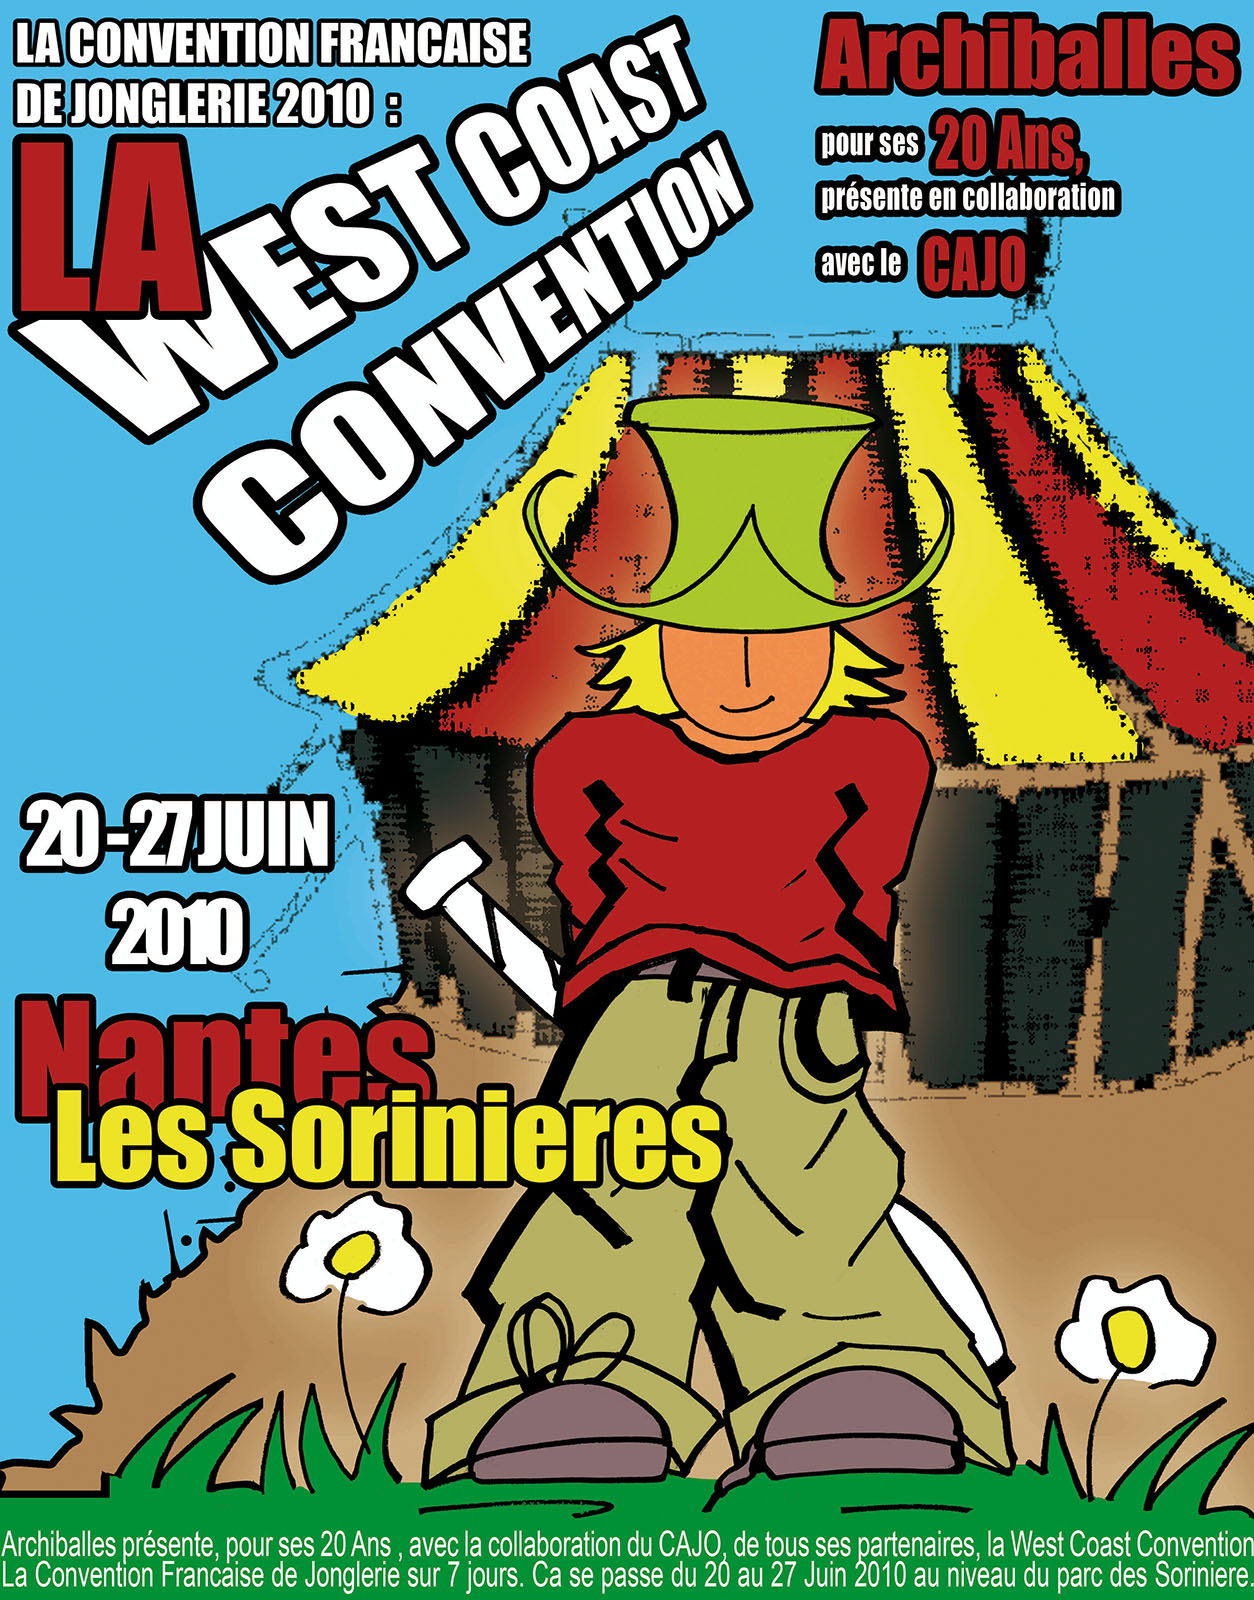 LA CONVENTION FRANCAISE
DE JONGLERIE 2010 :
LA
WEST COAST
CONVENTION
Archiballes
pour ses 20 Ans,
présente en collaboration
avec le CAJO
20-27 JUIN
2010
Nantes
Les Sorinieres
Archiballes présente, pour ses 20 Ans , avec la collaboration du CAJO, de tous ses partenaires, la West Coast Convention
La Convention Francaise de Jonglerie sur 7 jours. Ca se passe du 20 au 27 Juin 2010 au niveau du parc des Soriniere.